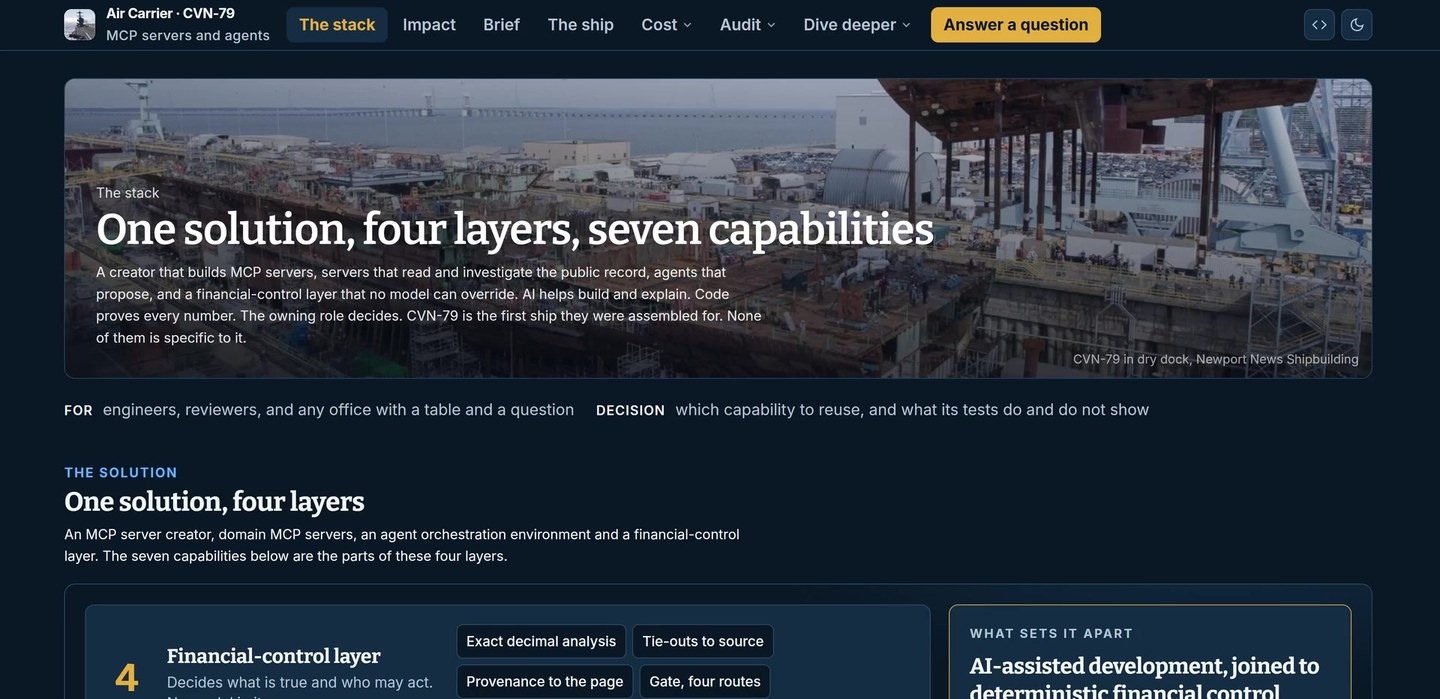 Air Carrier · CVN-79
MCP servers and agents
The stack
Impact
Brief
The ship
Cost
Audit
Dive deeper
Answer a question
The stack
One solution, four layers, seven capabilities
A creator that builds MCP servers, servers that read and investigate the public record, agents that
propose, and a financial-control layer that no model can override. AI helps build and explain. Code
proves every number. The owning role decides. CVN-79 is the first ship they were assembled for. None
of them is specific to it.
CVN-79 in dry dock, Newport News Shipbuilding
FOR engineers, reviewers, and any office with a table and a question DECISION which capability to reuse, and what its tests do and do not show
THE SOLUTION
One solution, four layers
An MCP server creator, domain MCP servers, an agent orchestration environment and a financial-control
layer. The seven capabilities below are the parts of these four layers.
4
Financial-control layer
Decides what is true and who may act.
Exact decimal analysis
Tie-outs to source
Provenance to the page
Gate, four routes
WHAT SETS IT APART
AI-assisted development, joined to
deterministic financial control